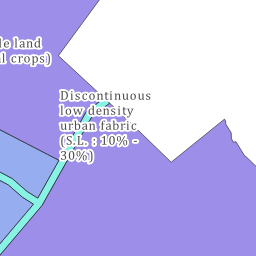 le land
l crops)
Discontinuous
low density
urban fabric
(S.L. : 10% -
30%)